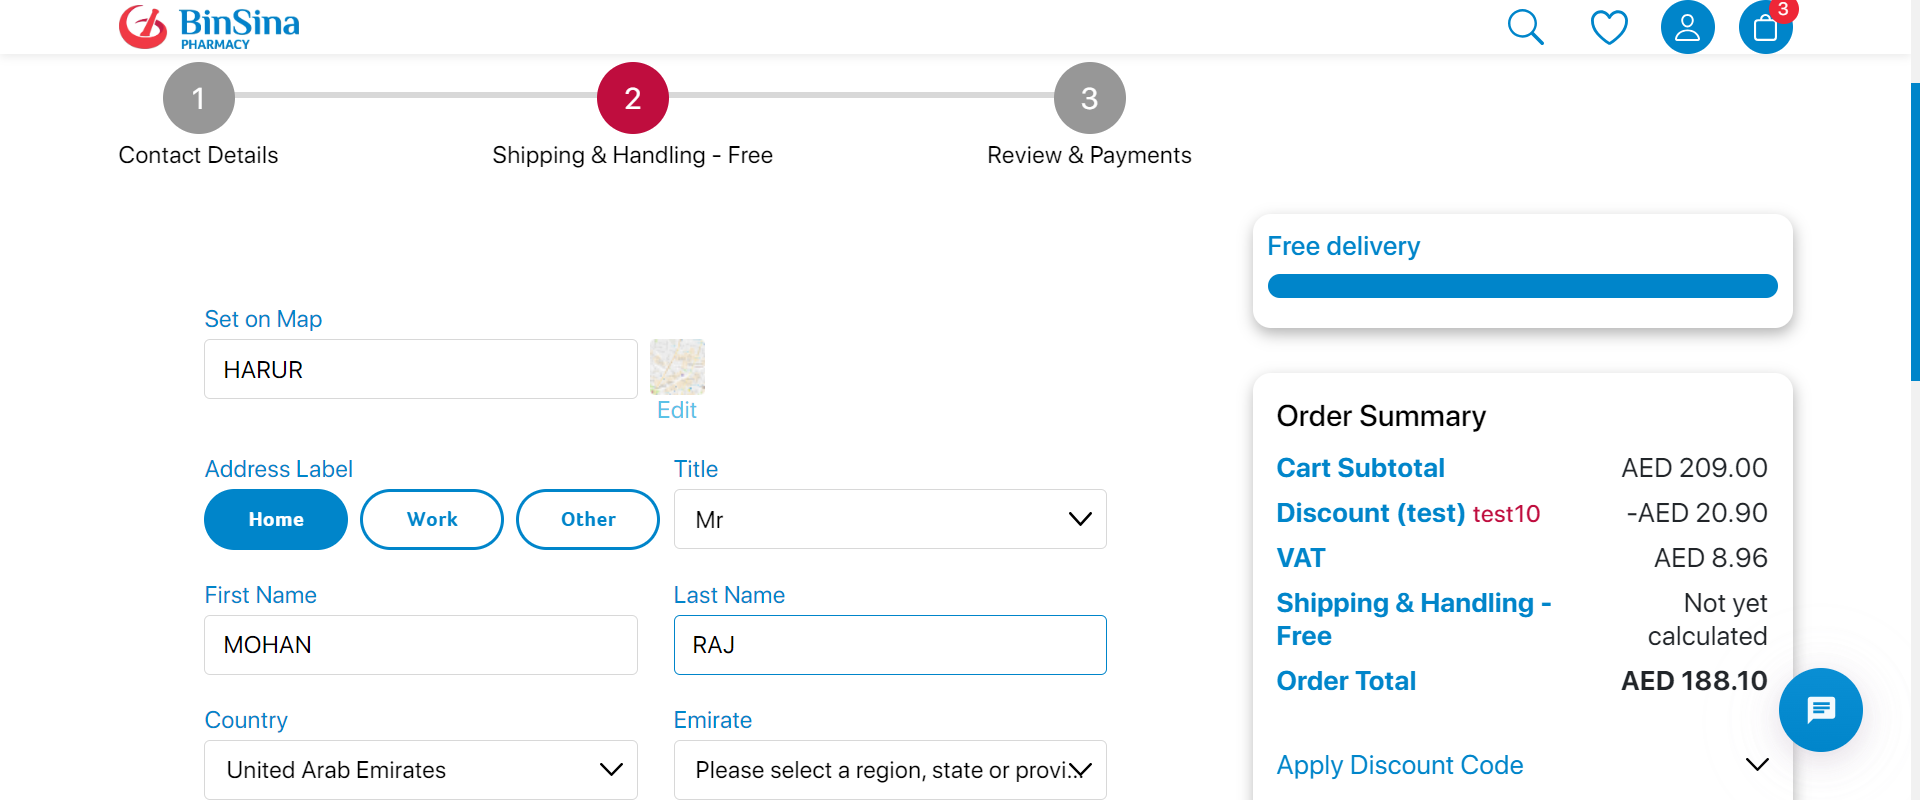 BinSina
PHARMACY
3
1
2
3
Contact Details
Shipping & Handling - Free
Review & Payments
Free delivery
Set on Map
HARUR
Edit
Address Label
Title
Home
Work
Other
Mr
First Name
Last Name
MOHAN
RAJ
Country
Emirate
United Arab Emirates
Please select a region, state or provi...
Order Summary
Cart Subtotal AED 209.00
Discount (test) test10 -AED 20.90
VAT AED 8.96
Shipping & Handling - Not yet
Free calculated
Order Total AED 188.10
Apply Discount Code